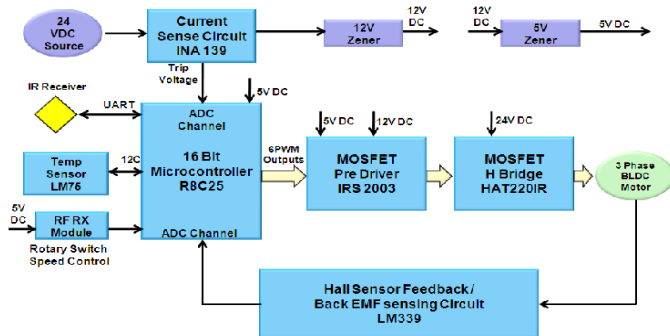 24
VDC
Source
Current
Sense Circuit
INA 139
12V
Zener
12V
DC
12V
DC
5V
Zener
5V DC
Trip
Voltage
IR Receiver
UART
5V DC
ADC
Channel
16 Bit
Microcontroller
R8C25
ADC Channel
Temp
Sensor
LM75
12C
5V
DC
RF RX
Module
Rotary Switch
Speed Control
6PWM
Outputs
5V DC
12V DC
MOSFET
Pre Driver
IRS 2003
24V DC
MOSFET
H Bridge
HAT220IR
3 Phase
BLDC
Motor
Hall Sensor Feedback /
Back EMF sensing Circuit
LM339